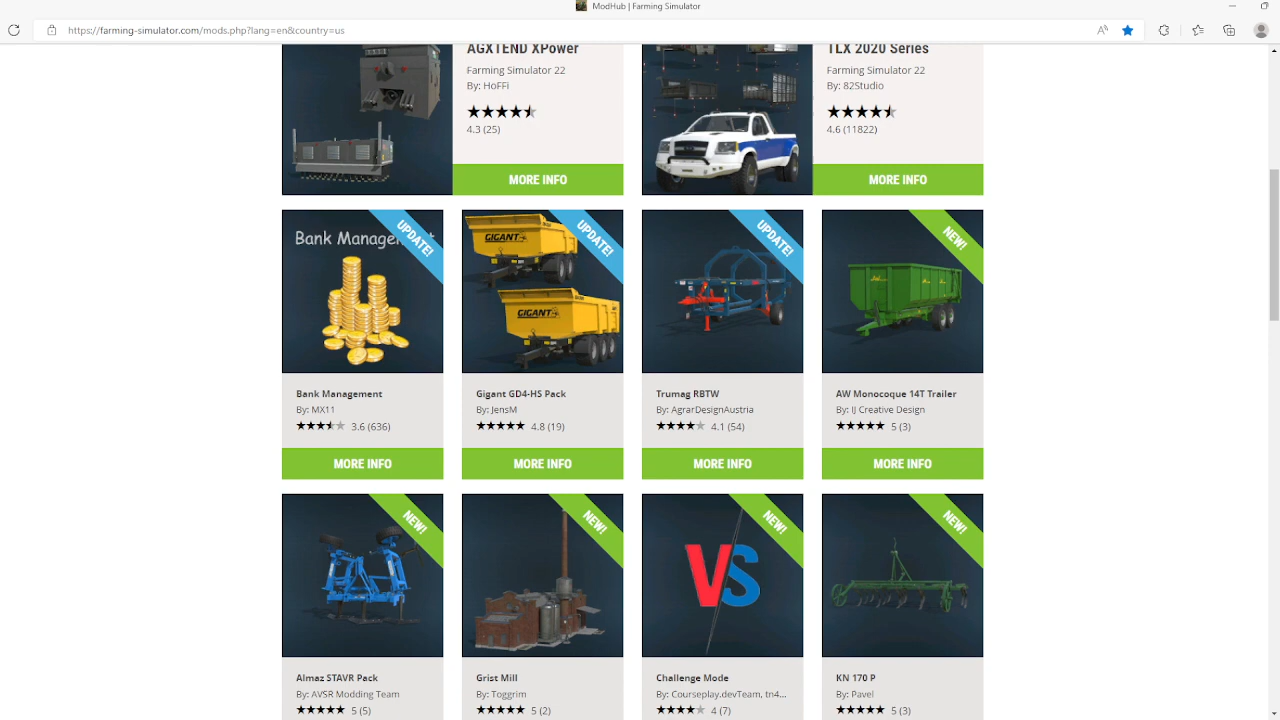 ModHub | Farming Simulator
https://farming-simulator.com/mods.php?lang=en&country=us
AGXTEND XPower
Farming Simulator 22
By: HoFFi
4.3 (25)
MORE INFO
TLX 2020 Series
Farming Simulator 22
By: 82Studio
4.6 (11822)
MORE INFO
Bank Management
UPDATE!
Bank Management
By: MX11
3.6 (636)
MORE INFO
GIGANT
GIGANT
UPDATE!
Gigant GD4-HS Pack
By: JensM
4.8 (19)
MORE INFO
UPDATE!
Trumag RBTW
By: AgrarDesignAustria
4.1 (54)
MORE INFO
NEW!
AW Monocoque 14T Trailer
By: IJ Creative Design
5 (3)
MORE INFO
NEW!
Almaz STAVR Pack
By: AVSR Modding Team
5 (5)
NEW!
Grist Mill
By: Toggrim
5 (2)
VS
NEW!
Challenge Mode
By: Courseplay.devTeam, tn4...
4 (7)
NEW!
KN 170 P
By: Pavel
5 (3)